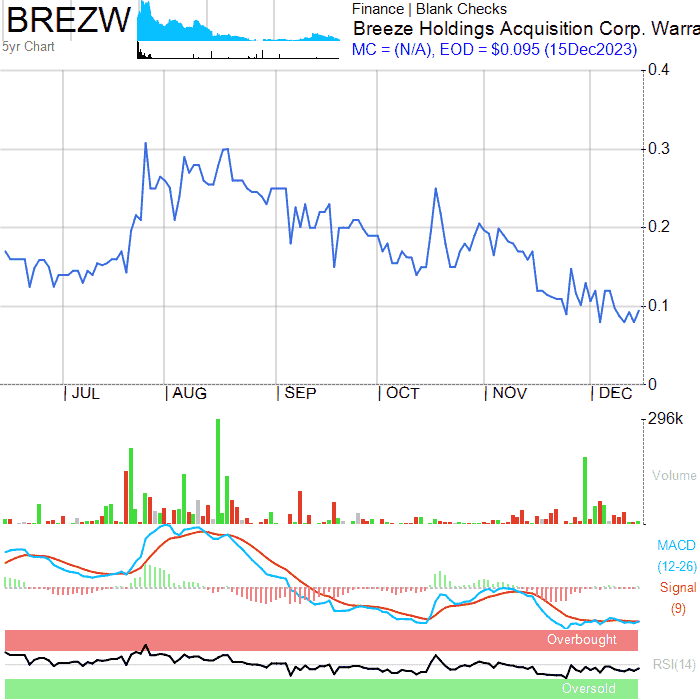 BREZW
5yr Chart
Finance | Blank Checks
Breeze Holdings Acquisition Corp. Warra
MC = (N/A), EOD = $0.095 (15Dec2023)
0.4
0.3
0.2
0.1
0
JUL AUG SEP OCT NOV DEC
296k
Volume
MACD
(12-26)
Signal
(9)
Overbought
RSI(14)
Oversold